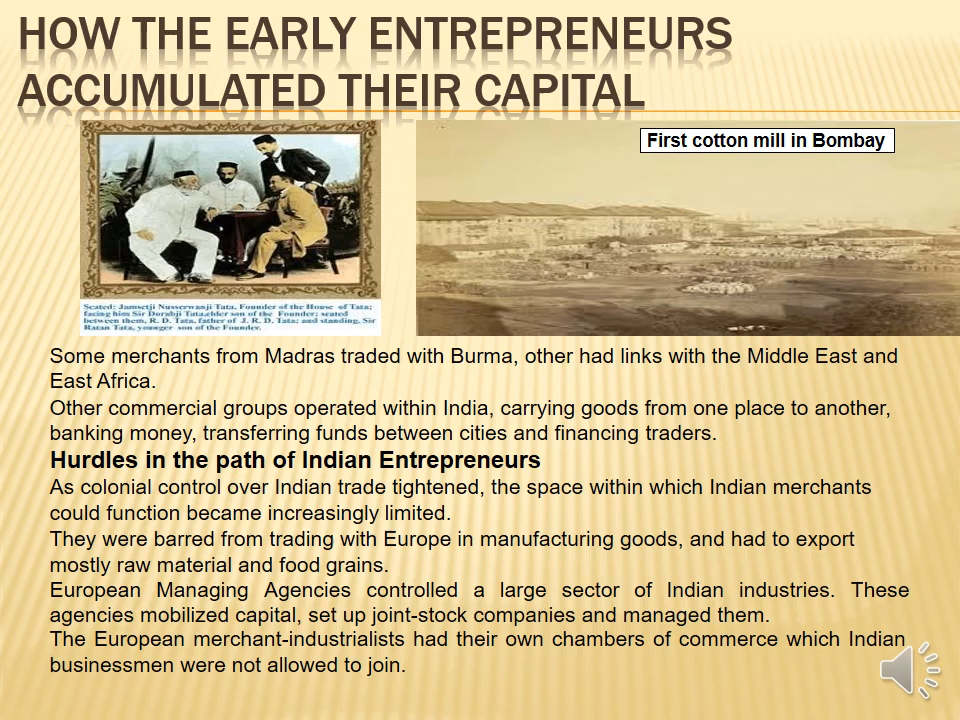 HOW THE EARLY ENTREPRENEURS
ACCUMULATED THEIR CAPITAL
First cotton mill in Bombay
Seated: Jamsetji Nusserwanji Tata, Founder of the House of Tata;
facing him Sir Dorabji Tata,elder son of the Founder; seated
between them, R. D. Tata, father of J. R. D. Tata; and standing, Sir
Ratan Tata, younger son of the Founder.
Some merchants from Madras traded with Burma, other had links with the Middle East and
East Africa.
Other commercial groups operated within India, carrying goods from one place to another,
banking money, transferring funds between cities and financing traders.
Hurdles in the path of Indian Entrepreneurs
As colonial control over Indian trade tightened, the space within which Indian merchants
could function became increasingly limited.
They were barred from trading with Europe in manufacturing goods, and had to export
mostly raw material and food grains.
European Managing Agencies controlled a large sector of Indian industries. These
agencies mobilized capital, set up joint-stock companies and managed them.
The European merchant-industrialists had their own chambers of commerce which Indian
businessmen were not allowed to join.